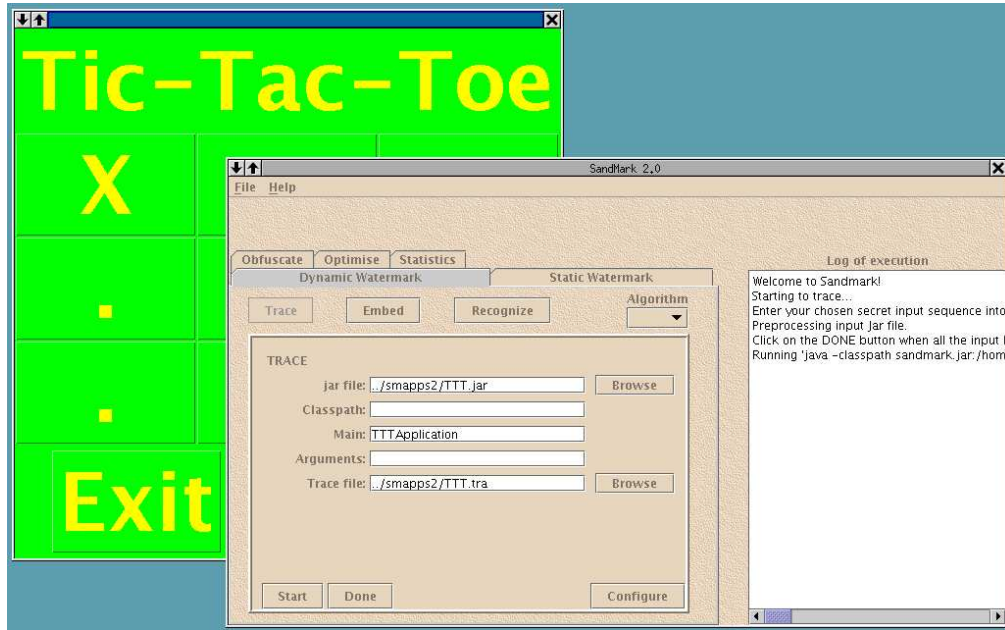 Tic-Tac-Toe
X
.
.
Exit
SandMark 2.0
File Help
Obfuscate Optimise Statistics
Dynamic Watermark Static Watermark
Trace Embed Recognize Algorithm
TRACE
jar file: ../smapps2/TTT.jar Browse
Classpath:
Main: TTTApplication
Arguments:
Trace file: ../smapps2/TTT.tra Browse
Start Done Configure
Log of execution
Welcome to Sandmark!
Starting to trace...
Enter your chosen secret input sequence into
Preprocessing input Jar file.
Click on the DONE button when all the input
Running 'java -classpath sandmark.jar:/hom